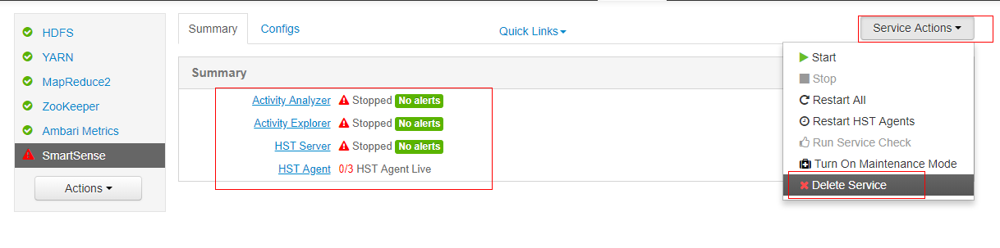 HDFS
YARN
MapReduce2
ZooKeeper
Ambari Metrics
SmartSense
Actions
Summary Configs Quick Links Service Actions
Summary
Activity Analyzer Stopped No alerts
Activity Explorer Stopped No alerts
HST Server Stopped No alerts
HST Agent 0/3 HST Agent Live
Start
Stop
Restart All
Restart HST Agents
Run Service Check
Turn On Maintenance Mode
Delete Service